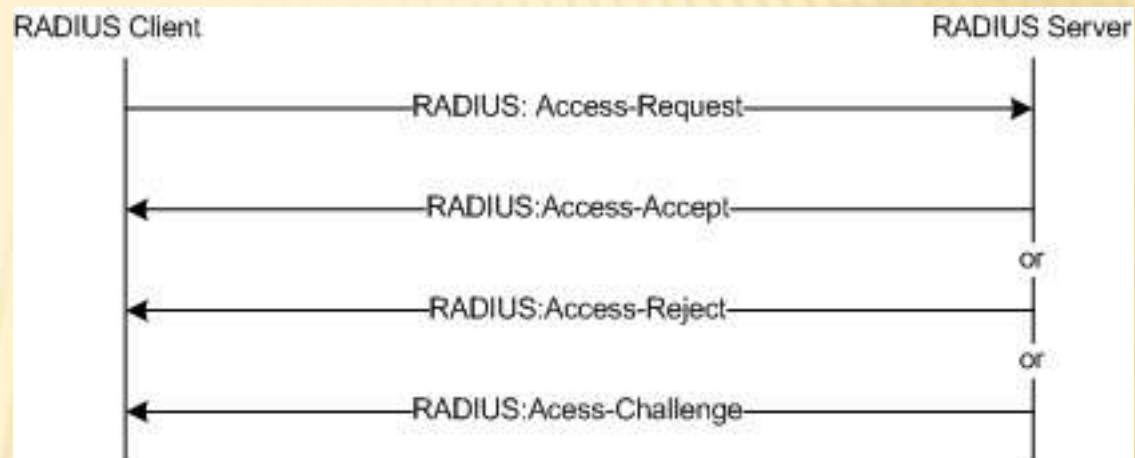 RADIUS Client
RADIUS Server
RADIUS: Access-Request
RADIUS:Access-Accept
or
RADIUS:Access-Reject
or
RADIUS:Acess-Challenge